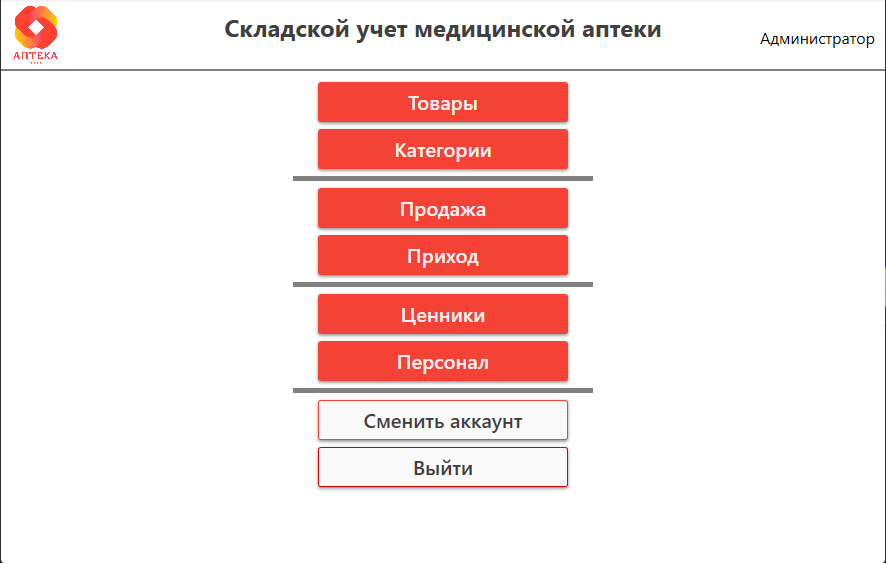 АПТЕКА
Складской учет медицинской аптеки
Администратор
Товары
Категории
Продажа
Приход
Ценники
Персонал
Сменить аккаунт
Выйти